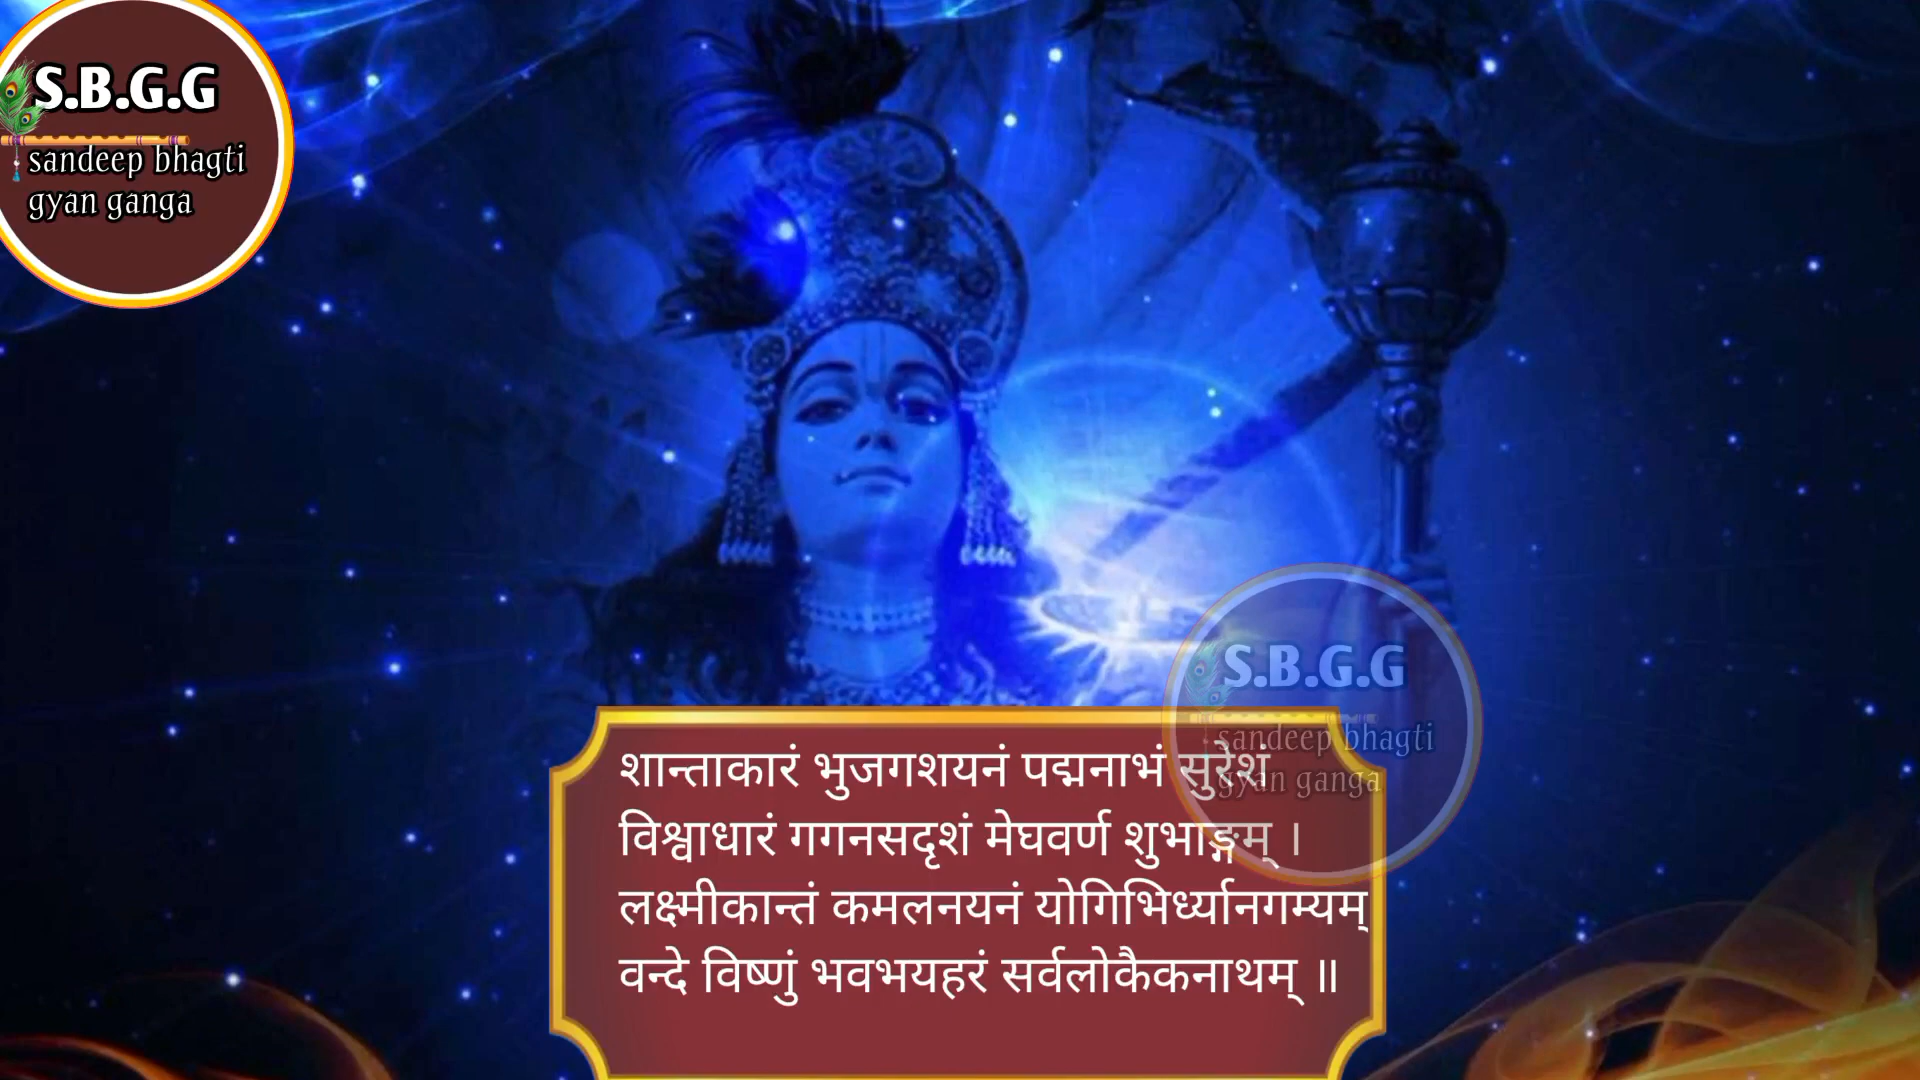 S.B.G.G
sandeep bhagti
gyan ganga
S.B.G.G
sandeep bhagti
gyan ganga
शान्ताकारं भुजगशयनं पद्मनाभं सुरेशं
विश्वाधारं गगनसदृशं मेघवर्ण शुभाङ्गम् ।
लक्ष्मीकान्तं कमलनयनं योगिभिर्ध्यानगम्यम्
वन्दे विष्णुं भवभयहरं सर्वलोकैकनाथम् ॥